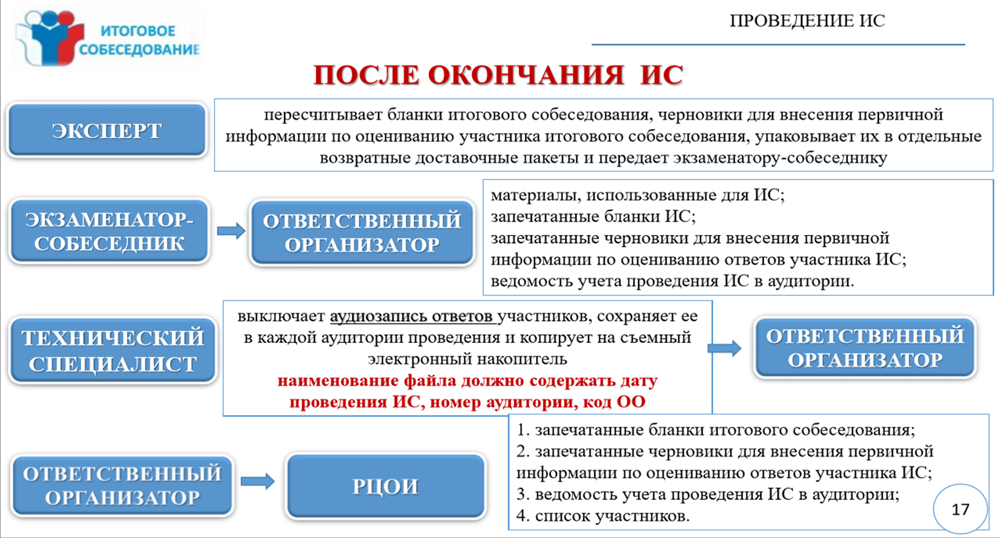 ИТОГОВОЕ
СОБЕСЕДОВАНИЕ
ПРОВЕДЕНИЕ ИС
ПОСЛЕ ОКОНЧАНИЯ ИС
ЭКСПЕРТ
пересчитывает бланки итогового собеседования, черновики для внесения первичной
информации по оцениванию участника итогового собеседования, упаковывает их в отдельные
возвратные доставочные пакеты и передает экзаменатору-собеседнику
ЭКЗАМЕНАТОР-
СОБЕСЕДНИК
ОТВЕТСТВЕННЫЙ
ОРГАНИЗАТОР
материалы, использованные для ИС;
запечатанные бланки ИС;
запечатанные черновики для внесения первичной
информации по оцениванию ответов участника ИС;
ведомость учета проведения ИС в аудитории.
ТЕХНИЧЕСКИЙ
СПЕЦИАЛИСТ
выключает аудиозапись ответов участников, сохраняет ее
в каждой аудитории проведения и копирует на съемный
электронный накопитель
наименование файла должно содержать дату
проведения ИС, номер аудитории, код ОО
ОТВЕТСТВЕННЫЙ
ОРГАНИЗАТОР
ОТВЕТСТВЕННЫЙ
ОРГАНИЗАТОР
РЦОИ
1. запечатанные бланки итогового собеседования;
2. запечатанные черновики для внесения первичной
информации по оцениванию ответов участника ИС;
3. ведомость учета проведения ИС в аудитории;
4. список участников.
17